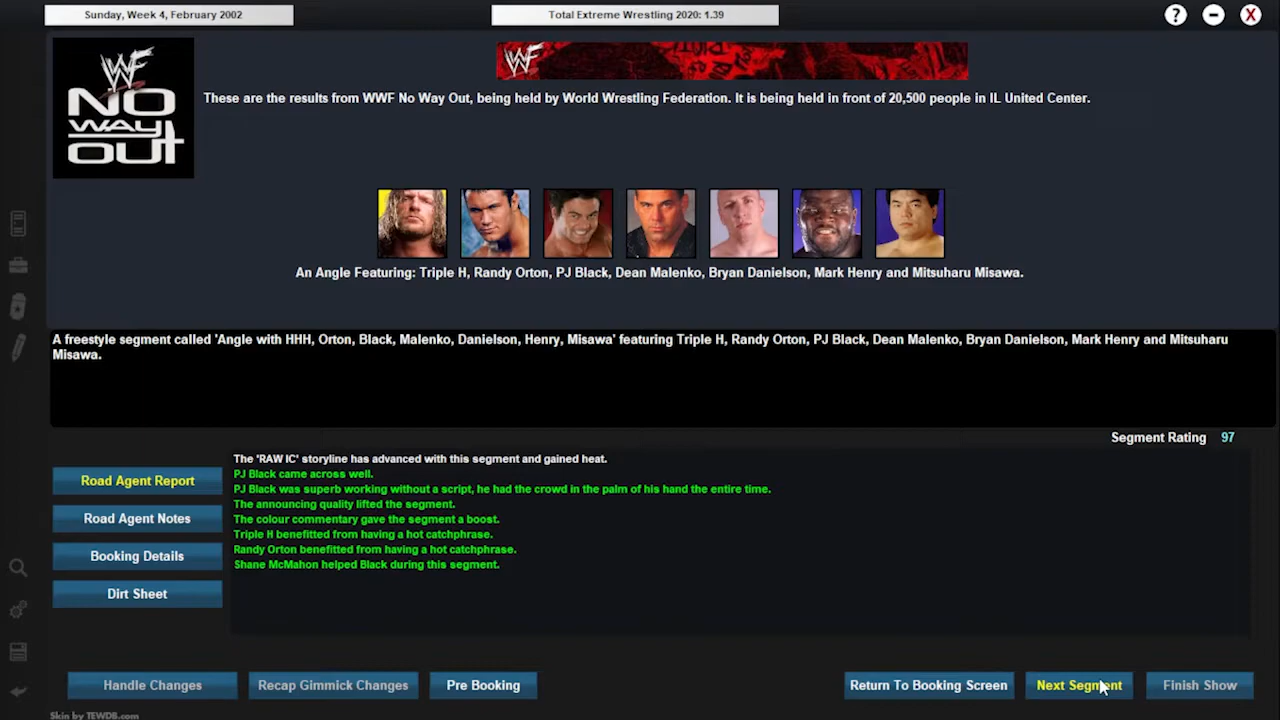 Sunday, Week 4, February 2002
Total Extreme Wrestling 2020: 1.39
?
X
WF
NO
WAY
OUT
WF
These are the results from WWF No Way Out, being held by World Wrestling Federation. It is being held in front of 20,500 people in IL United Center.
An Angle Featuring: Triple H, Randy Orton, PJ Black, Dean Malenko, Bryan Danielson, Mark Henry and Mitsuharu Misawa.
A freestyle segment called 'Angle with HHH, Orton, Black, Malenko, Danielson, Henry, Misawa' featuring Triple H, Randy Orton, PJ Black, Dean Malenko, Bryan Danielson, Mark Henry and Mitsuharu
Misawa.
Segment Rating 97
Road Agent Report
Road Agent Notes
Booking Details
Dirt Sheet
The 'RAW IC' storyline has advanced with this segment and gained heat.
PJ Black came across well.
PJ Black was superb working without a script, he had the crowd in the palm of his hand the entire time.
The announcing quality lifted the segment.
The colour commentary gave the segment a boost.
Triple H benefitted from having a hot catchphrase.
Randy Orton benefitted from having a hot catchphrase.
Shane McMahon helped Black during this segment.
Handle Changes
Recap Gimmick Changes
Pre Booking
Return To Booking Screen
Next Segment
Finish Show
Skin by TEWDB.com